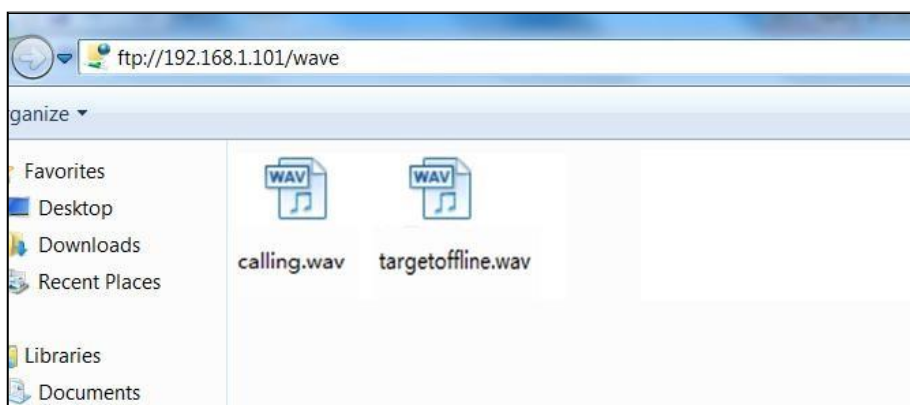 ftp://192.168.1.101/wave
rganize
Favorites
Desktop
Downloads
Recent Places
Libraries
Documents
WAV
WAV
calling.wav
targetoffline.wav